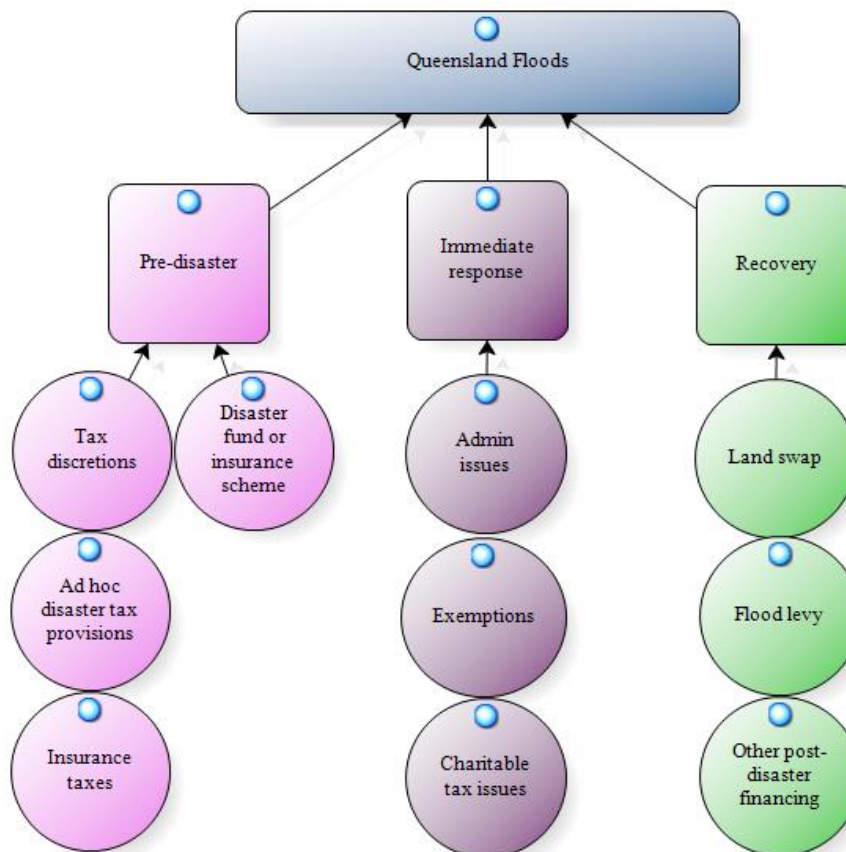 Queensland Floods
Pre-disaster
Immediate
response
Recovery
Tax
discretions
Disaster
fund or
insurance
scheme
Admin
issues
Land swap
Ad hoc
disaster tax
provisions
Exemptions
Flood levy
Insurance
taxes
Charitable
tax issues
Other post-
disaster
financing